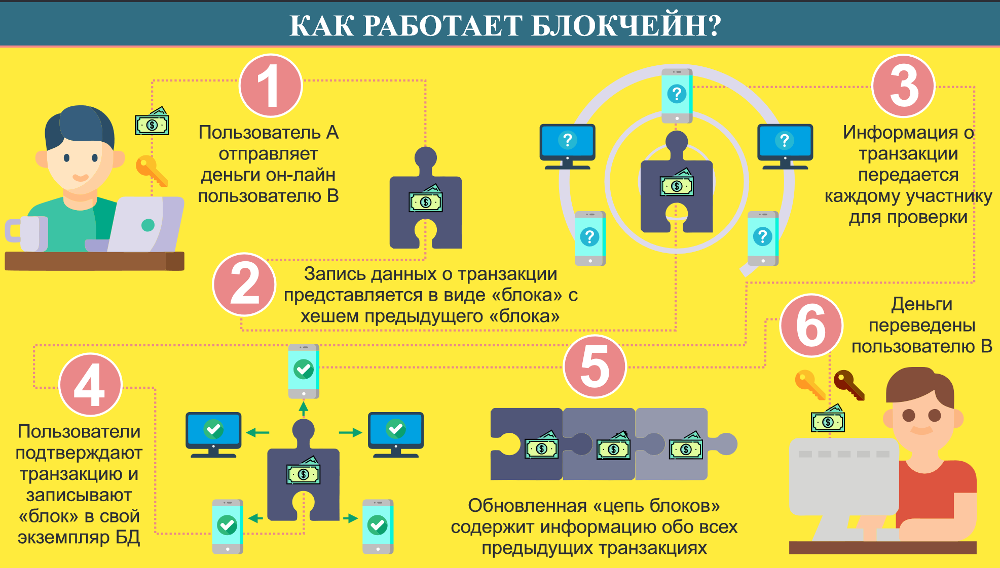 КАК РАБОТАЕТ БЛОКЧЕЙН?
1
Пользователь А
отправляет
деньги он-лайн
пользователю В
2
Запись данных о транзакции
представляется в виде «блока» с
хешем предыдущего «блока»
3
Информация о
транзакции
передается
каждому участнику
для проверки
4
Пользователи
подтверждают
транзакцию и
записывают
«блок» в свой
экземпляр БД
5
Обновленная «цепь блоков»
содержит информацию обо всех
предыдущих транзакциях
6
Деньги
переведены
пользователю В